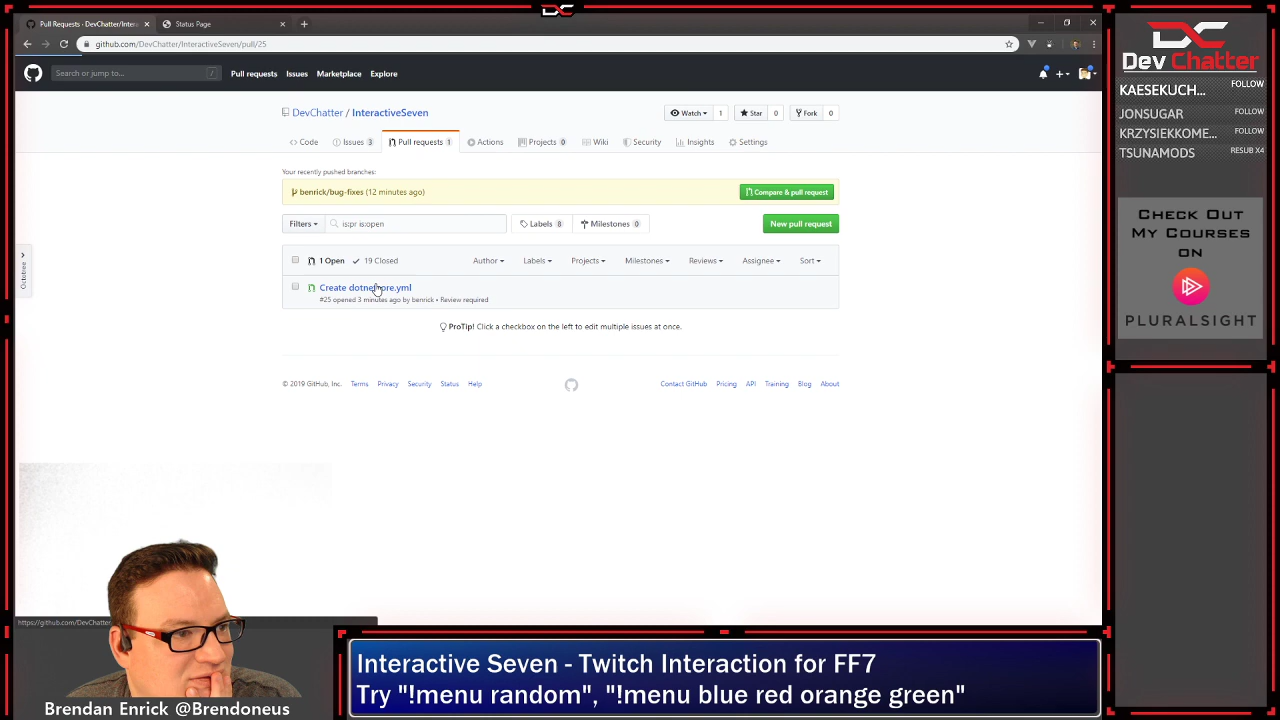 Pull Requests · DevChatter/Inter
Status Page
github.com/DevChatter/InteractiveSeven/pull/25
Search or jump to...
/
Pull requests
Issues
Marketplace
Explore
DevChatter / InteractiveSeven
Watch
1
Star
0
Fork
0
Code
Issues 3
Pull requests 1
Actions
Projects 0
Wiki
Security
Insights
Settings
Your recently pushed branches:
benrick/bug-fixes (12 minutes ago)
Compare & pull request
Filters
is:pr is:open
Labels 8
Milestones 0
New pull request
1 Open
19 Closed
Author
Labels
Projects
Milestones
Reviews
Assignee
Sort
Create dotnetcore.yml
#25 opened 3 minutes ago by benrick • Review required
ProTip! Click a checkbox on the left to edit multiple issues at once.
© 2019 GitHub, Inc.
Terms
Privacy
Security
Status
Help
Contact GitHub
Pricing
API
Training
Blog
About
Octotree
https://github.com/DevChatter
Dev Chatter
KAESEKUCH... FOLLOW
JONSUGAR FOLLOW
KRZYSIEKKOME... FOLLOW
TSUNAMODS RESUB X4
CHECK OUT
MY COURSES
ON
PLURALSIGHT
Interactive Seven - Twitch Interaction for FF7
Try "!menu random", "!menu blue red orange green"
Brendan Enrick @Brendoneus